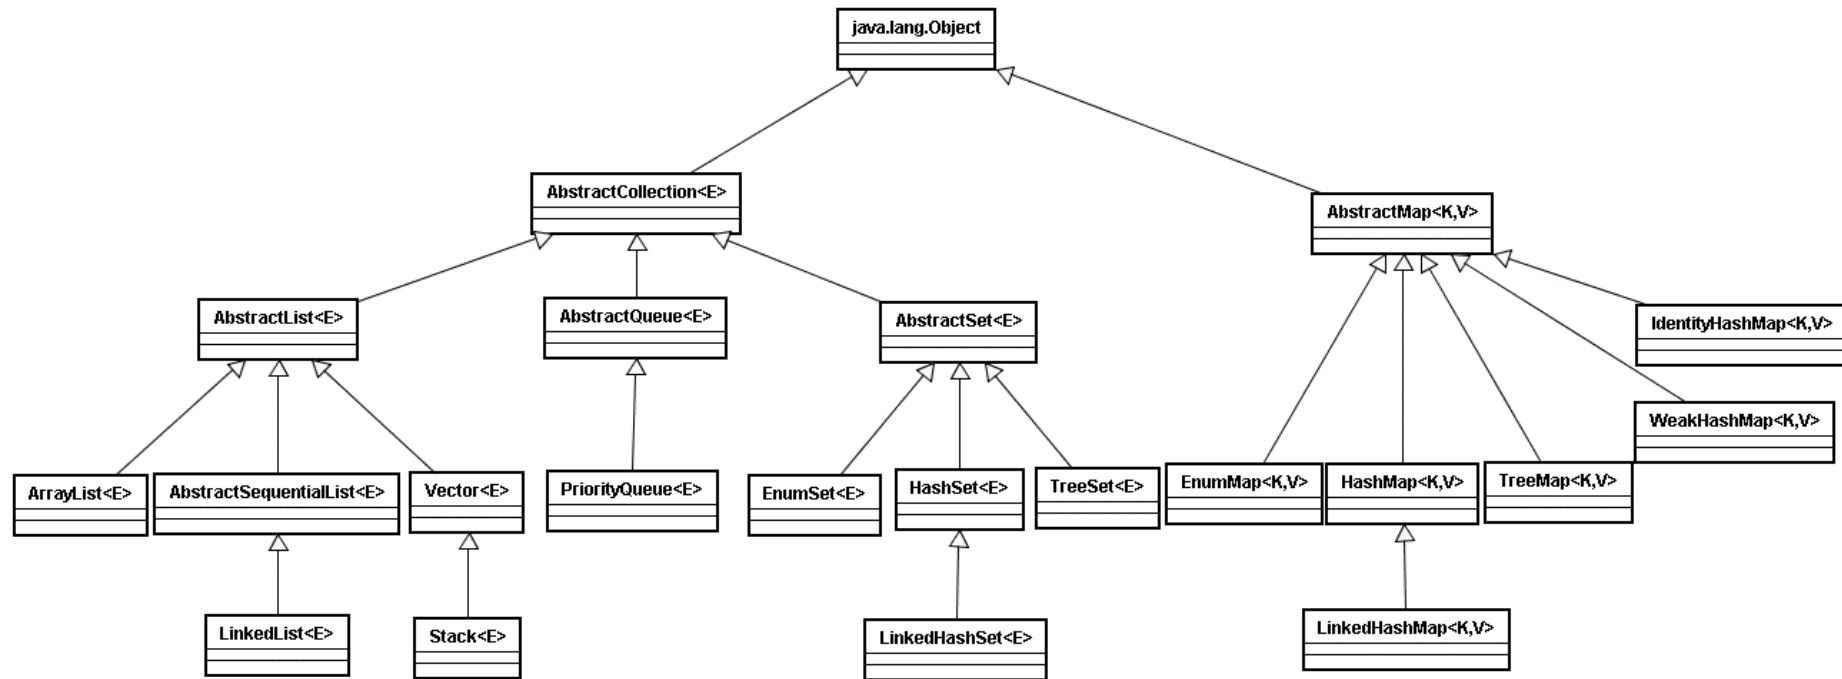 java.lang.Object
AbstractCollection<E>
AbstractMap<K,V>
AbstractList<E>
AbstractQueue<E>
AbstractSet<E>
IdentityHashMap<K,V>
WeakHashMap<K,V>
ArrayList<E>
AbstractSequentialList<E>
Vector<E>
PriorityQueue<E>
EnumSet<E>
HashSet<E>
TreeSet<E>
EnumMap<K,V>
HashMap<K,V>
TreeMap<K,V>
LinkedList<E>
Stack<E>
LinkedHashSet<E>
LinkedHashMap<K,V>